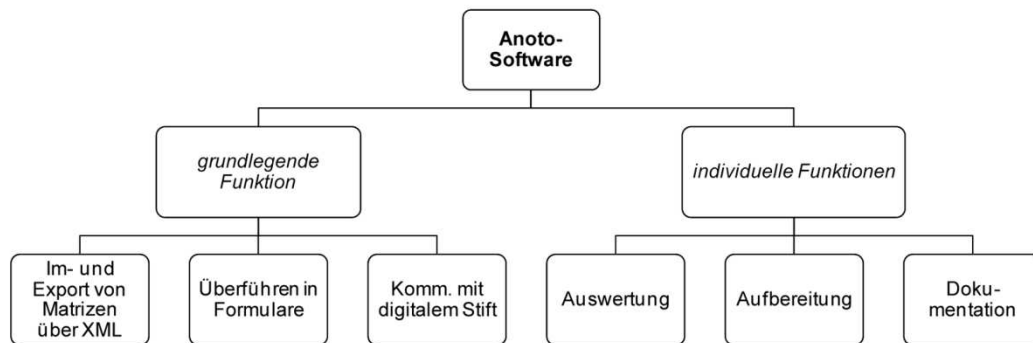 Anoto-
Software
grundlegende
Funktion
individuelle Funktionen
Im- und
Export von
Matrizen
über XML
Überführen in
Formulare
Komm. mit
digitalem Stift
Auswertung
Aufbereitung
Doku-
mentation